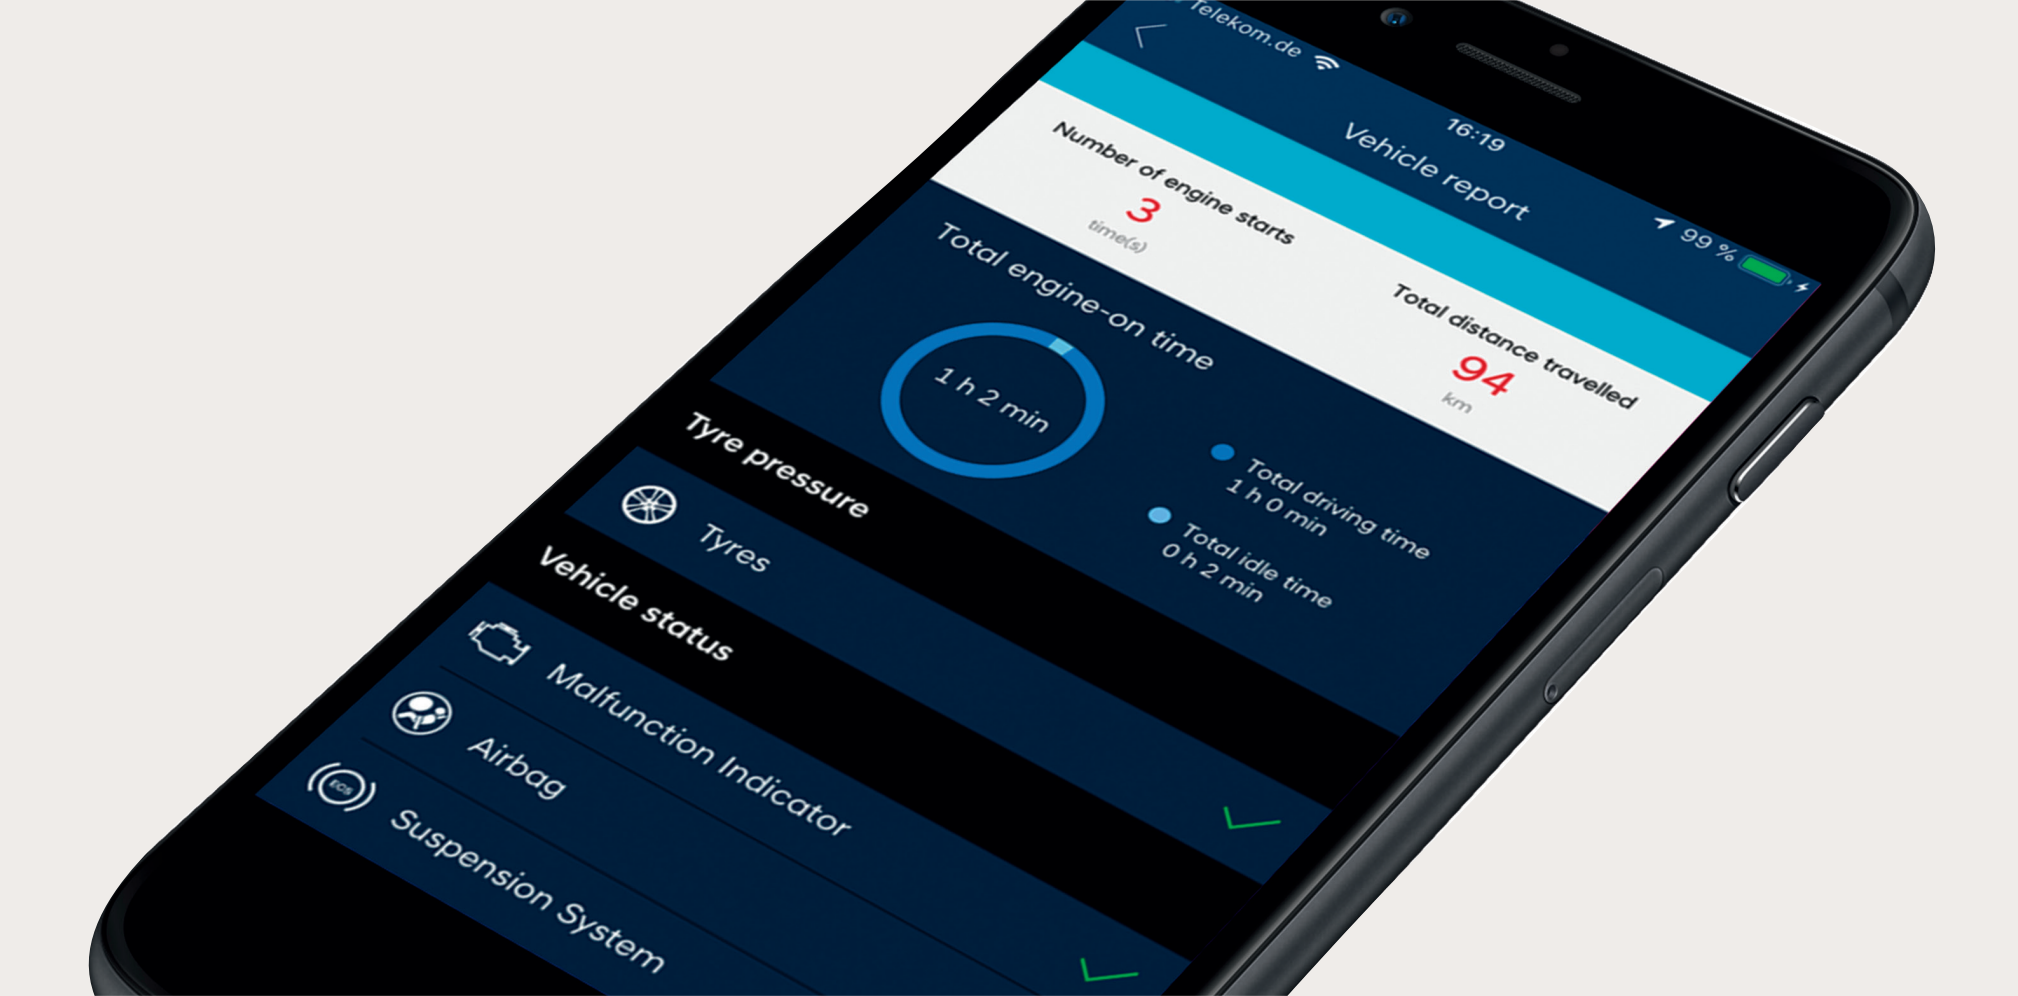 Telekom.de
16:19
99 %
Vehicle report
Number of engine starts
3
time(s)
Total distance travelled
94
km
Total engine-on time
1 h 2 min
Total driving time
1 h 0 min
Total idle time
0 h 2 min
Tyre pressure
Tyres
Vehicle status
Malfunction Indicator
Airbag
ECS
Suspension System